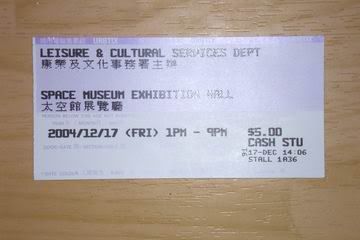 LEISURE & CULTURAL SERVICES DEPT
康樂及文化事務署主辦
SPACE MUSEUM EXHIBITION HALL
太空館展覽廳
2004/12/17 (FRI) 1PM - 9PM $5.00
CASH STU
17-DEC 14:06
STALL 1A36